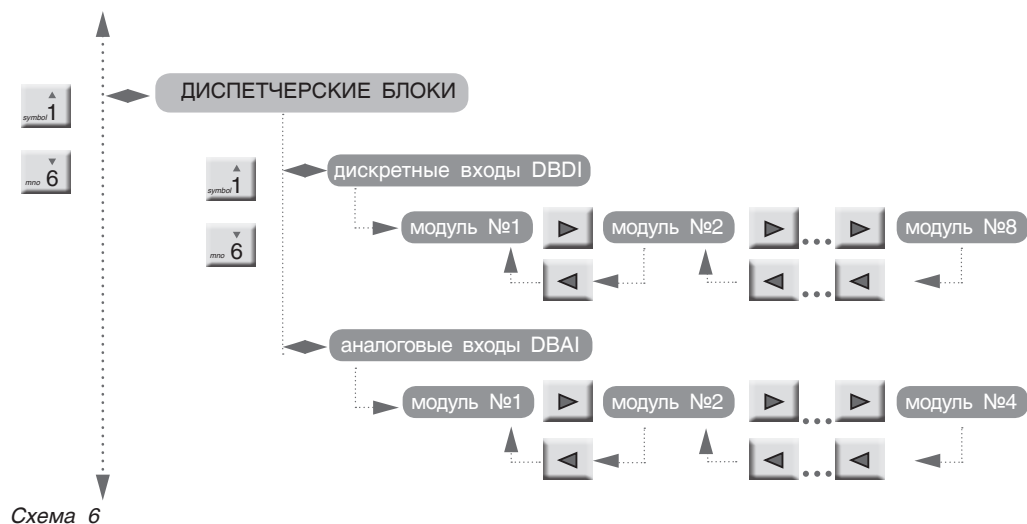 ДИСПЕТЧЕРСКИЕ БЛОКИ
symbol 1
mno 6
дискретные входы DBDI
symbol 1
mno 6
модуль №1 модуль №2 ... модуль №8
...
аналоговые входы DBAI
модуль №1 модуль №2 ... модуль №4
...
Схема 6